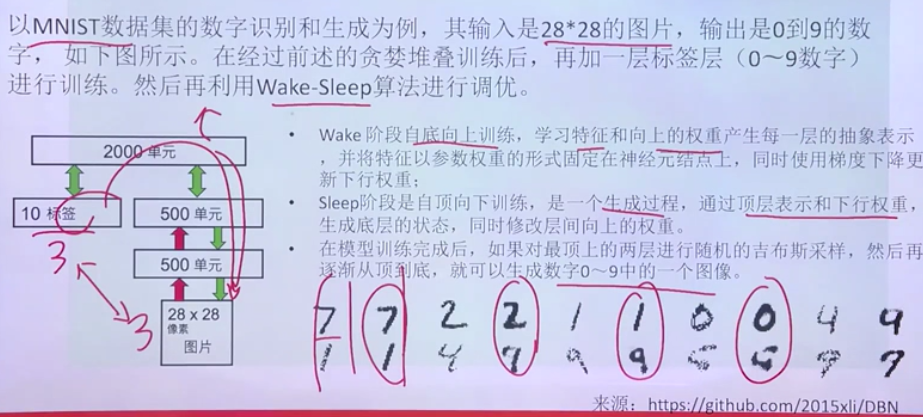 以MNIST数据集的数字识别和生成为例，其输入是28*28的图片，输出是0到9的数
字，如下图所示。在经过前述的贪婪堆叠训练后，再加一层标签层（0～9数字）
进行训练。然后再利用Wake-Sleep算法进行调优。
2000 单元
10 标签
500 单元
3
500 单元
3
28 x 28
像素
图片
• Wake 阶段自底向上训练，学习特征和向上的权重产生每一层的抽象表示
，并将特征以参数权重的形式固定在神经元结点上，同时使用梯度下降更
新下行权重；
• Sleep阶段是自顶向下训练，是一个生成过程，通过顶层表示和下行权重，
生成底层的状态，同时修改层间向上的权重。
• 在模型训练完成后，如果对最顶上的两层进行随机的吉布斯采样，然后再
逐渐从顶到底，就可以生成数字0～9中的一个图像。
7 7 2 2 1 1 0 0 4 4
1 1 4 9 9
来源：https://github.com/2015xli/DBN